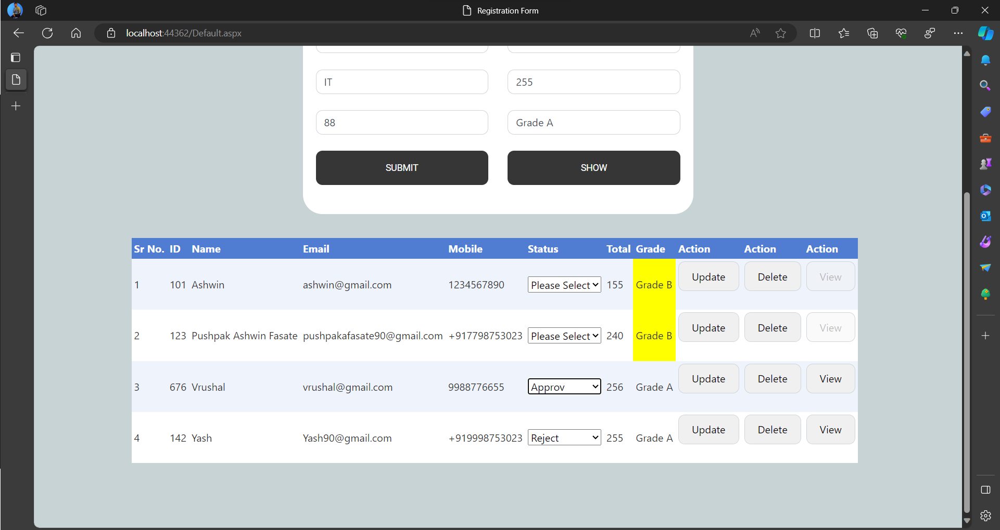 Registration Form
localhost:44362/Default.aspx
IT 255
88 Grade A
SUBMIT SHOW
Sr No. ID Name Email Mobile Status Total Grade Action Action Action
1 101 Ashwin ashwin@gmail.com 1234567890 Please Select 155 Grade B Update Delete View
2 123 Pushpak Ashwin Fasate pushpakafasate90@gmail.com +917798753023 Please Select 240 Grade B Update Delete View
3 676 Vrushal vrushal@gmail.com 9988776655 Approv 256 Grade A Update Delete View
4 142 Yash Yash90@gmail.com +919998753023 Reject 255 Grade A Update Delete View